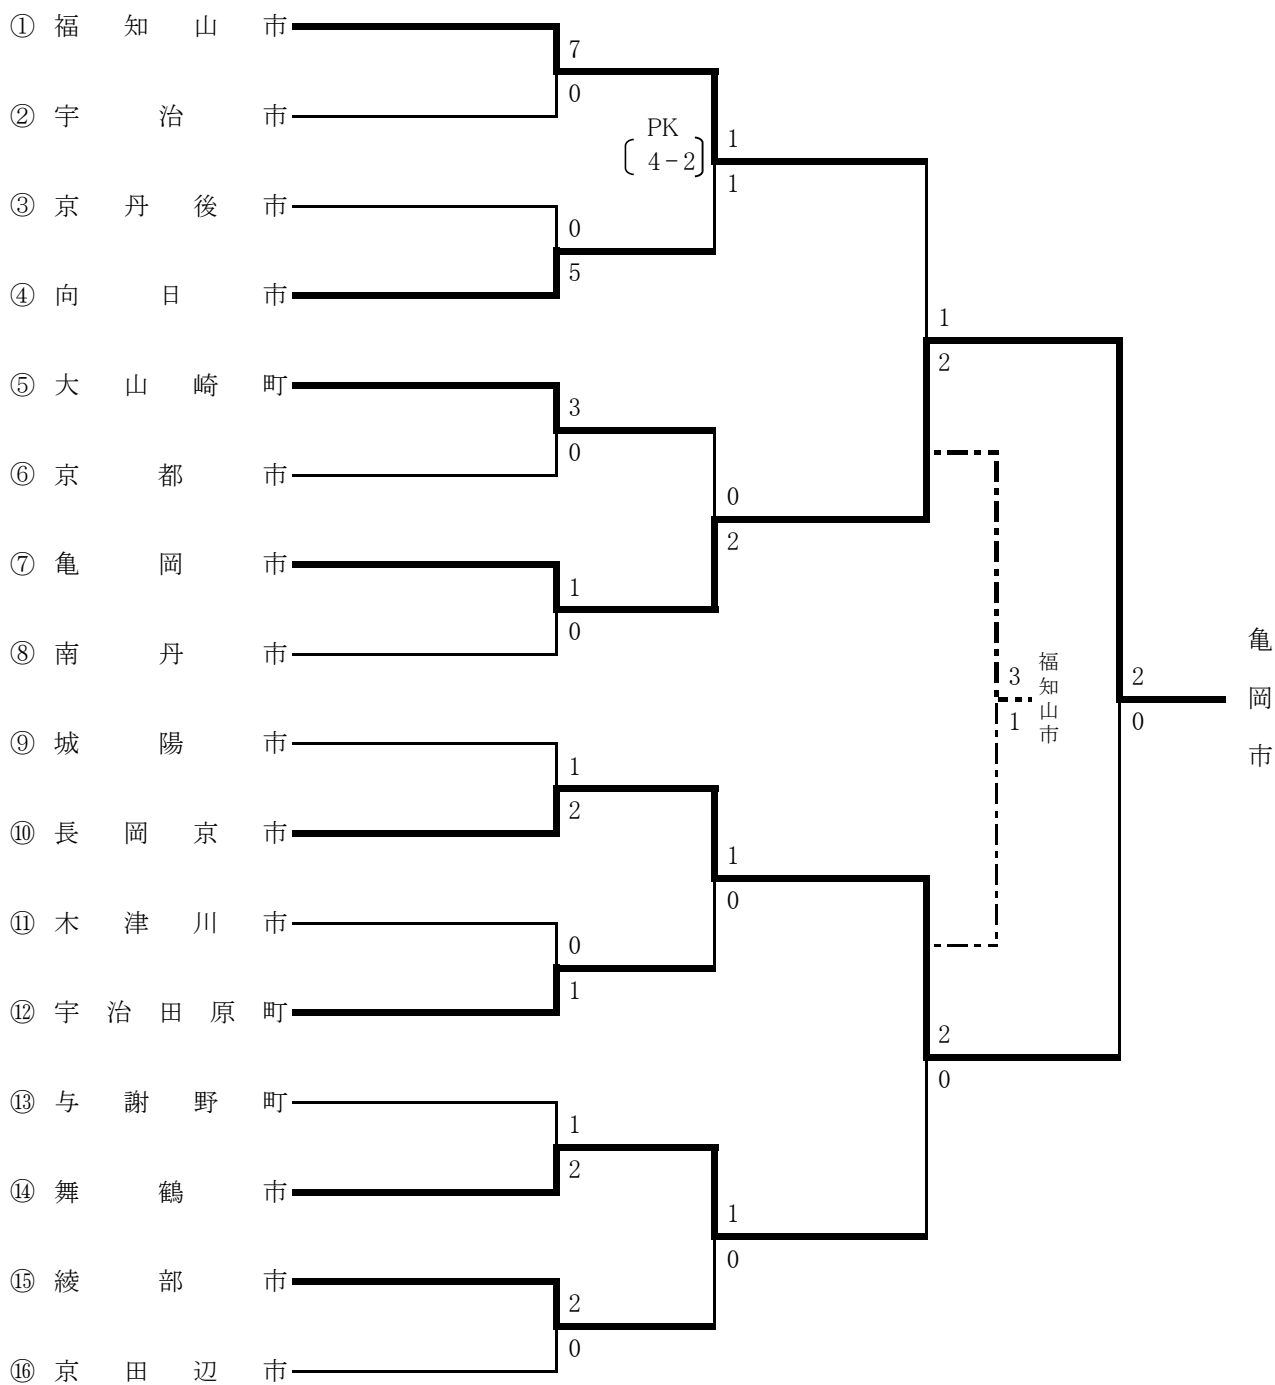 ① 福知山市
7
0
② 宇治市
PK
〔 4-2〕
1
1
③ 京丹後市
0
5
④ 向日市
1
2
⑤ 大山崎町
3
0
⑥ 京都市
0
2
⑦ 亀岡市
1
0
⑧ 南丹市
3
1
福知山市
2
0
亀岡市
⑨ 城陽市
1
2
⑩ 長岡京市
1
0
⑪ 木津川市
0
1
⑫ 宇治田原町
2
0
⑬ 与謝野町
1
2
⑭ 舞鶴市
1
0
⑮ 綾部市
2
0
⑯ 京田辺市